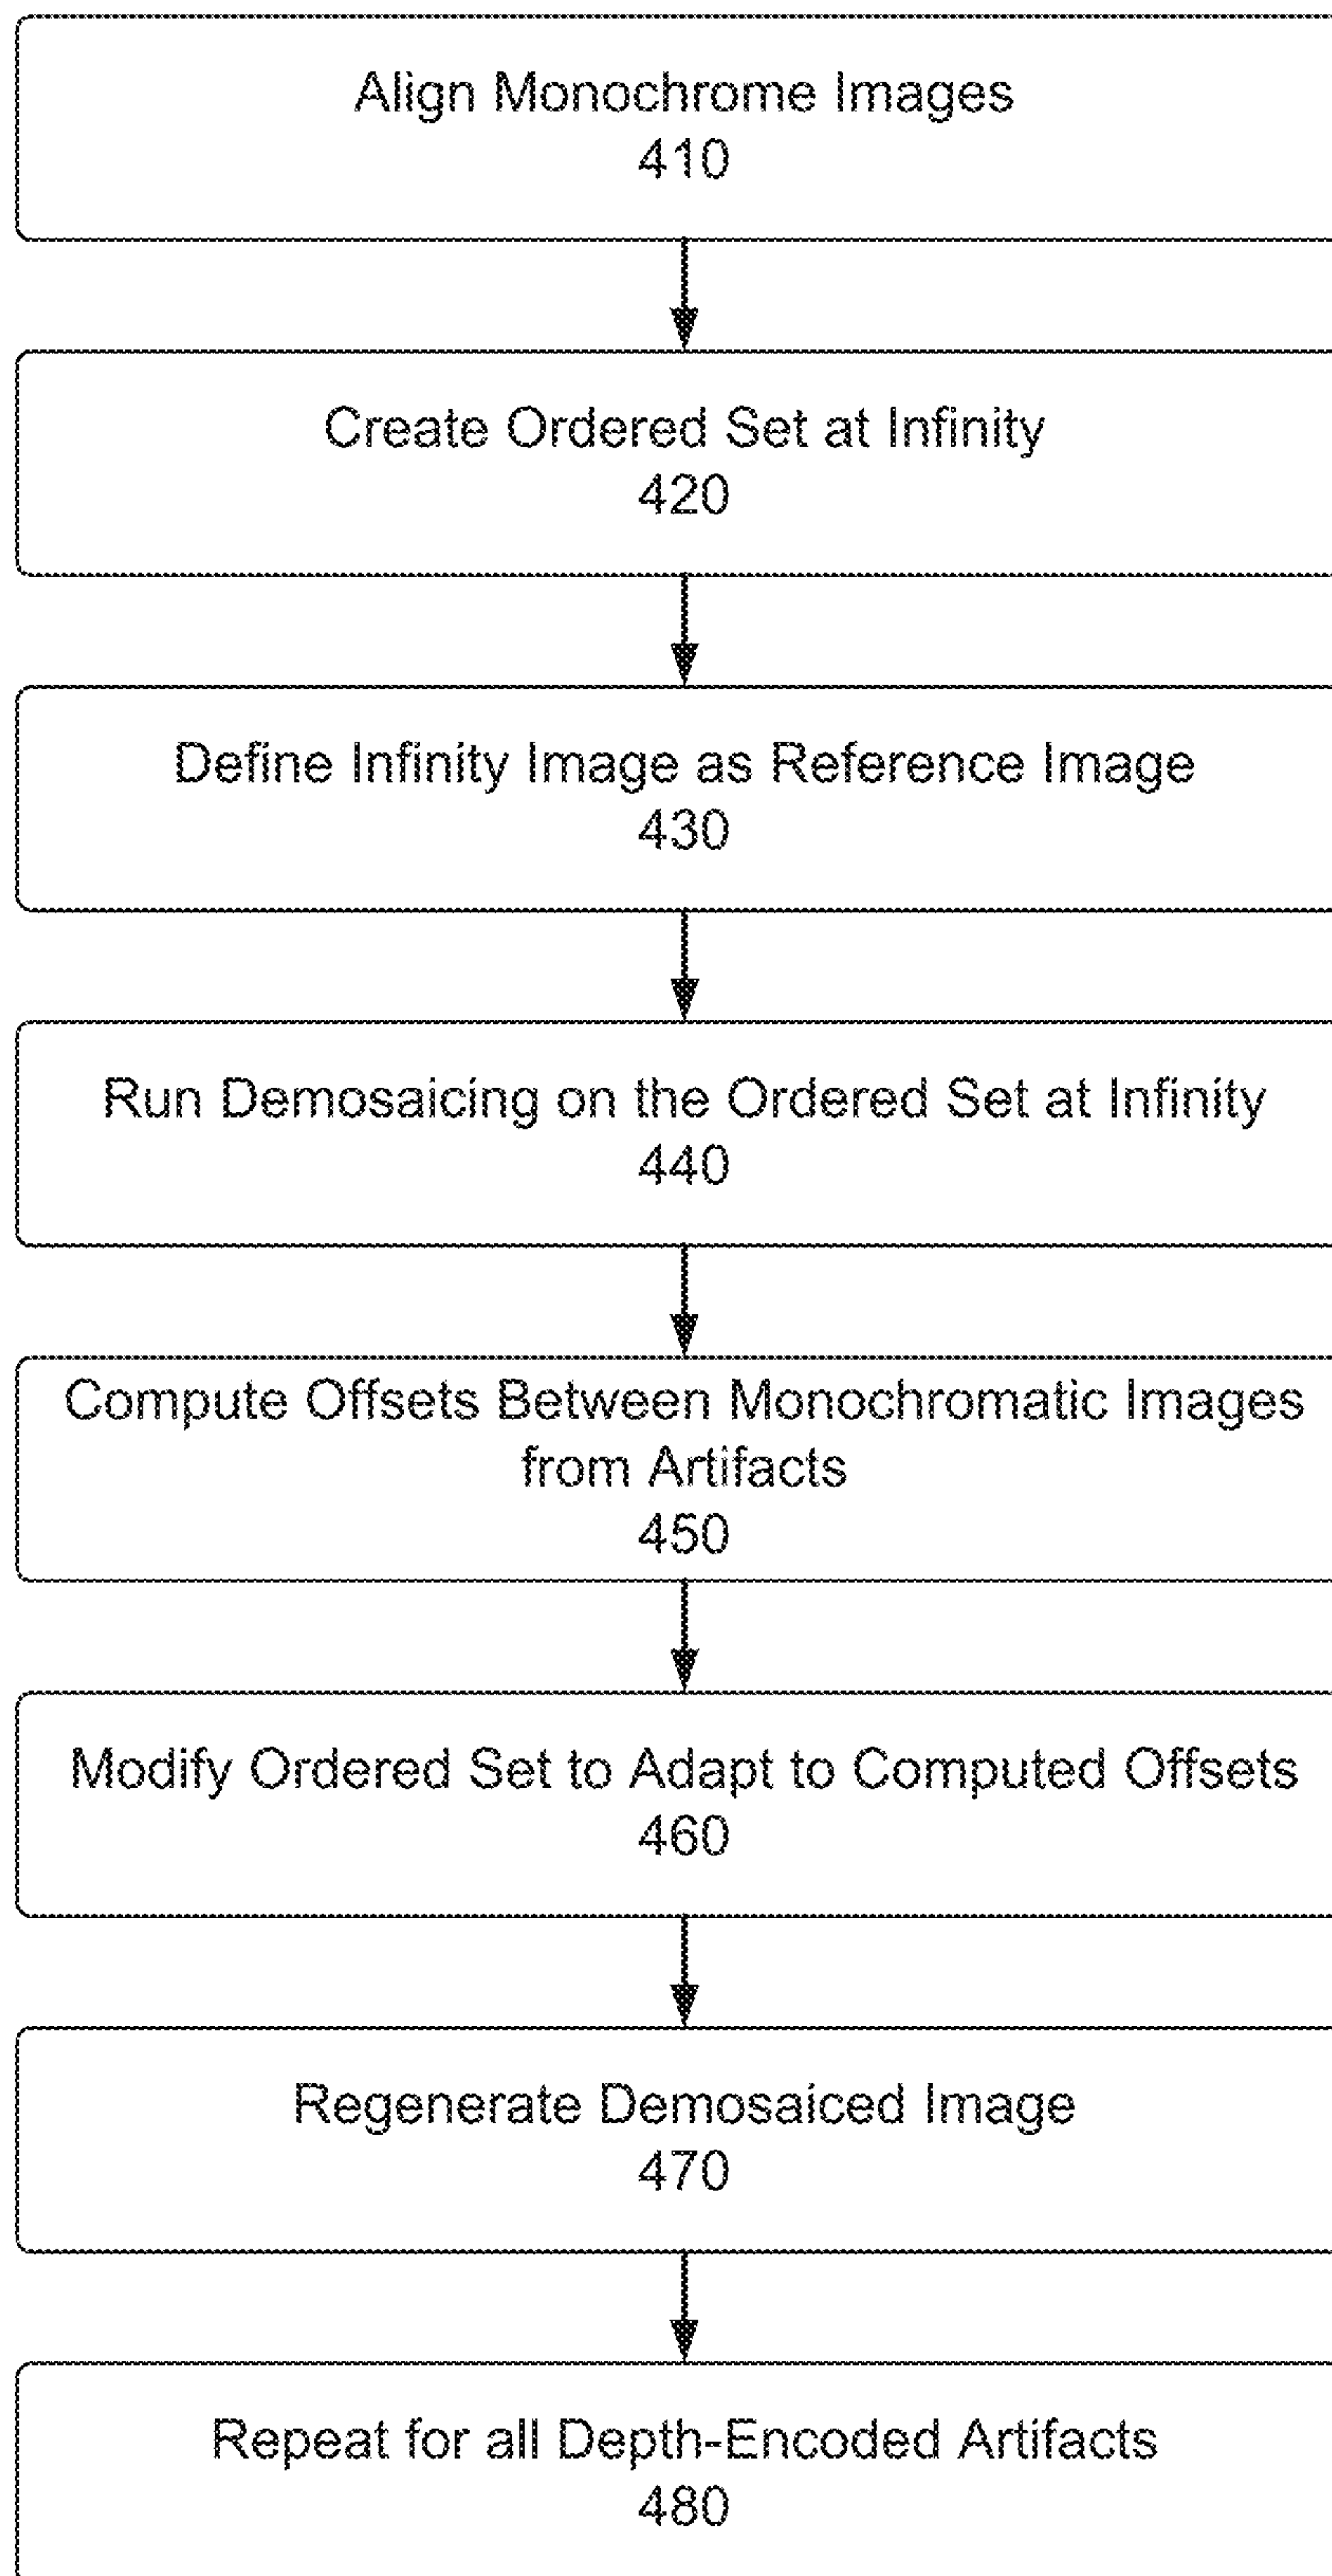 Align Monochrome Images
410
Create Ordered Set at Infinity
420
Define Infinity Image as Reference Image
430
Run Demosaicing on the Ordered Set at Infinity
440
Compute Offsets Between Monochromatic Images
from Artifacts
450
Modify Ordered Set to Adapt to Computed Offsets
460
Regenerate Demosaiced Image
470
Repeat for all Depth-Encoded Artifacts
480